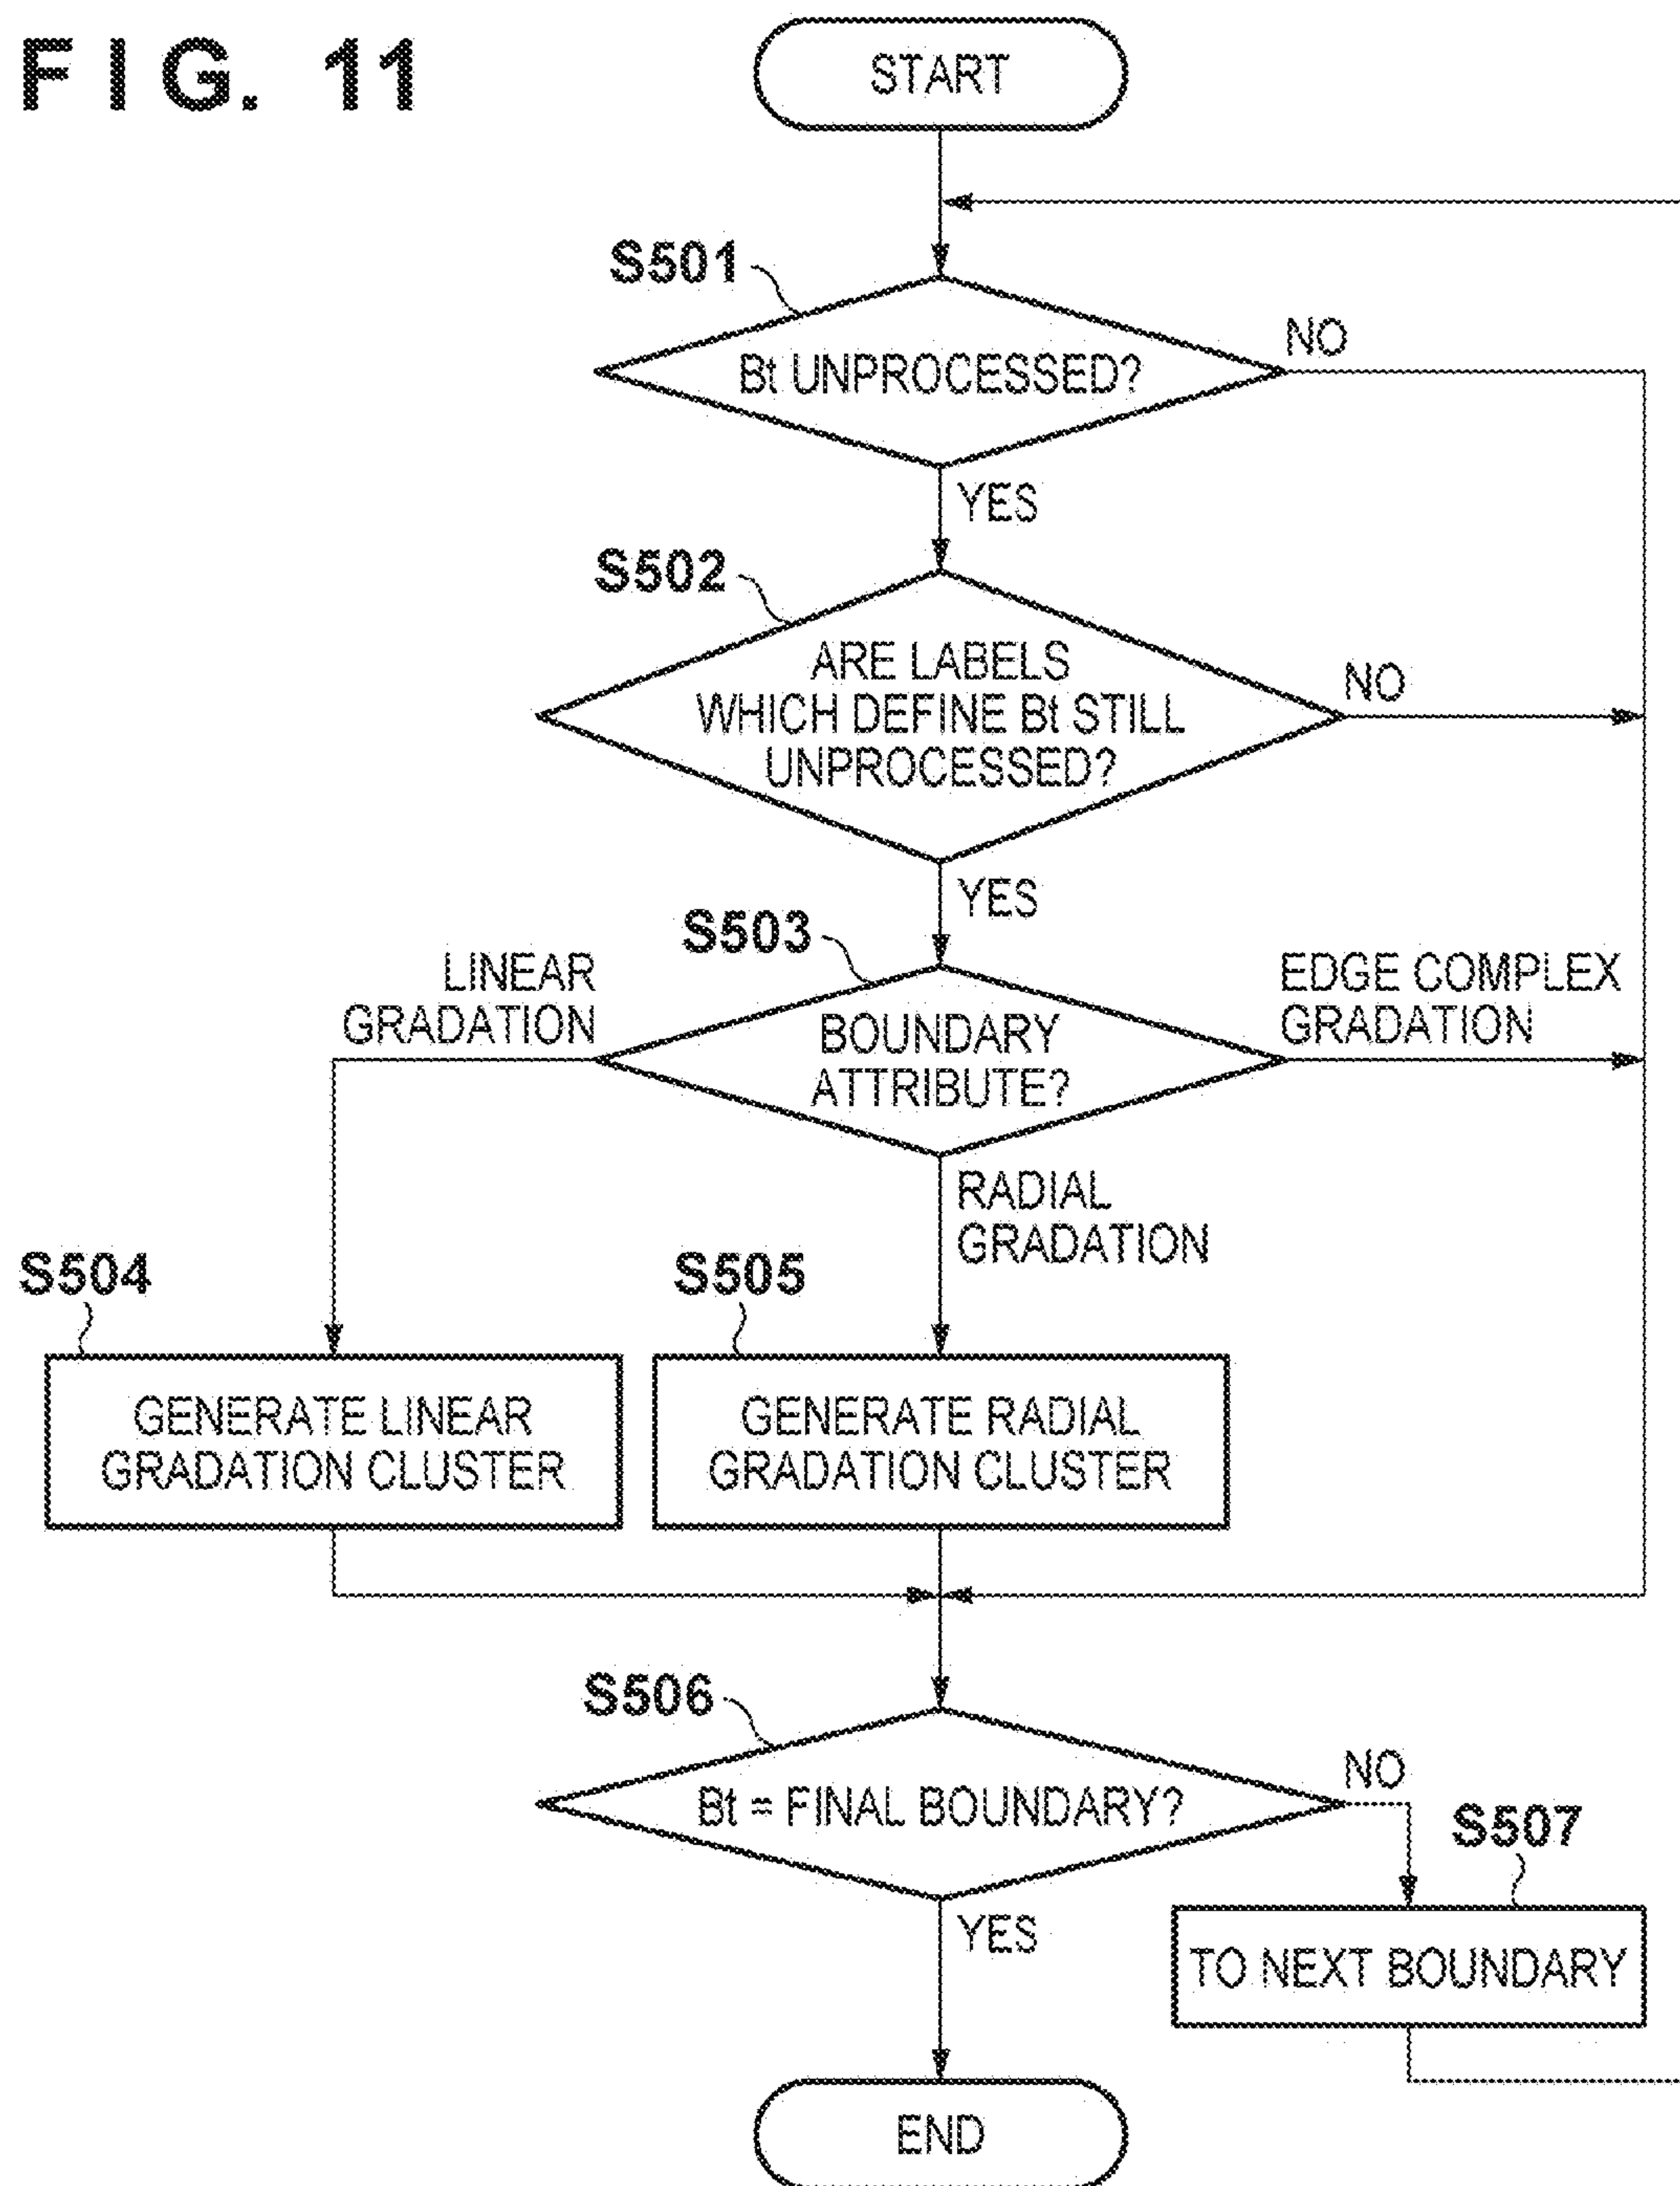 FIG. 11
START
S501
Bt UNPROCESSED?
NO
YES
S502
ARE LABELS
WHICH DEFINE Bt STILL
UNPROCESSED?
NO
YES
S503
LINEAR
GRADATION
BOUNDARY
ATTRIBUTE?
EDGE COMPLEX
GRADATION
RADIAL
GRADATION
S504
GENERATE LINEAR
GRADATION CLUSTER
S505
GENERATE RADIAL
GRADATION CLUSTER
S506
Bt = FINAL BOUNDARY?
NO
YES
S507
TO NEXT BOUNDARY
END